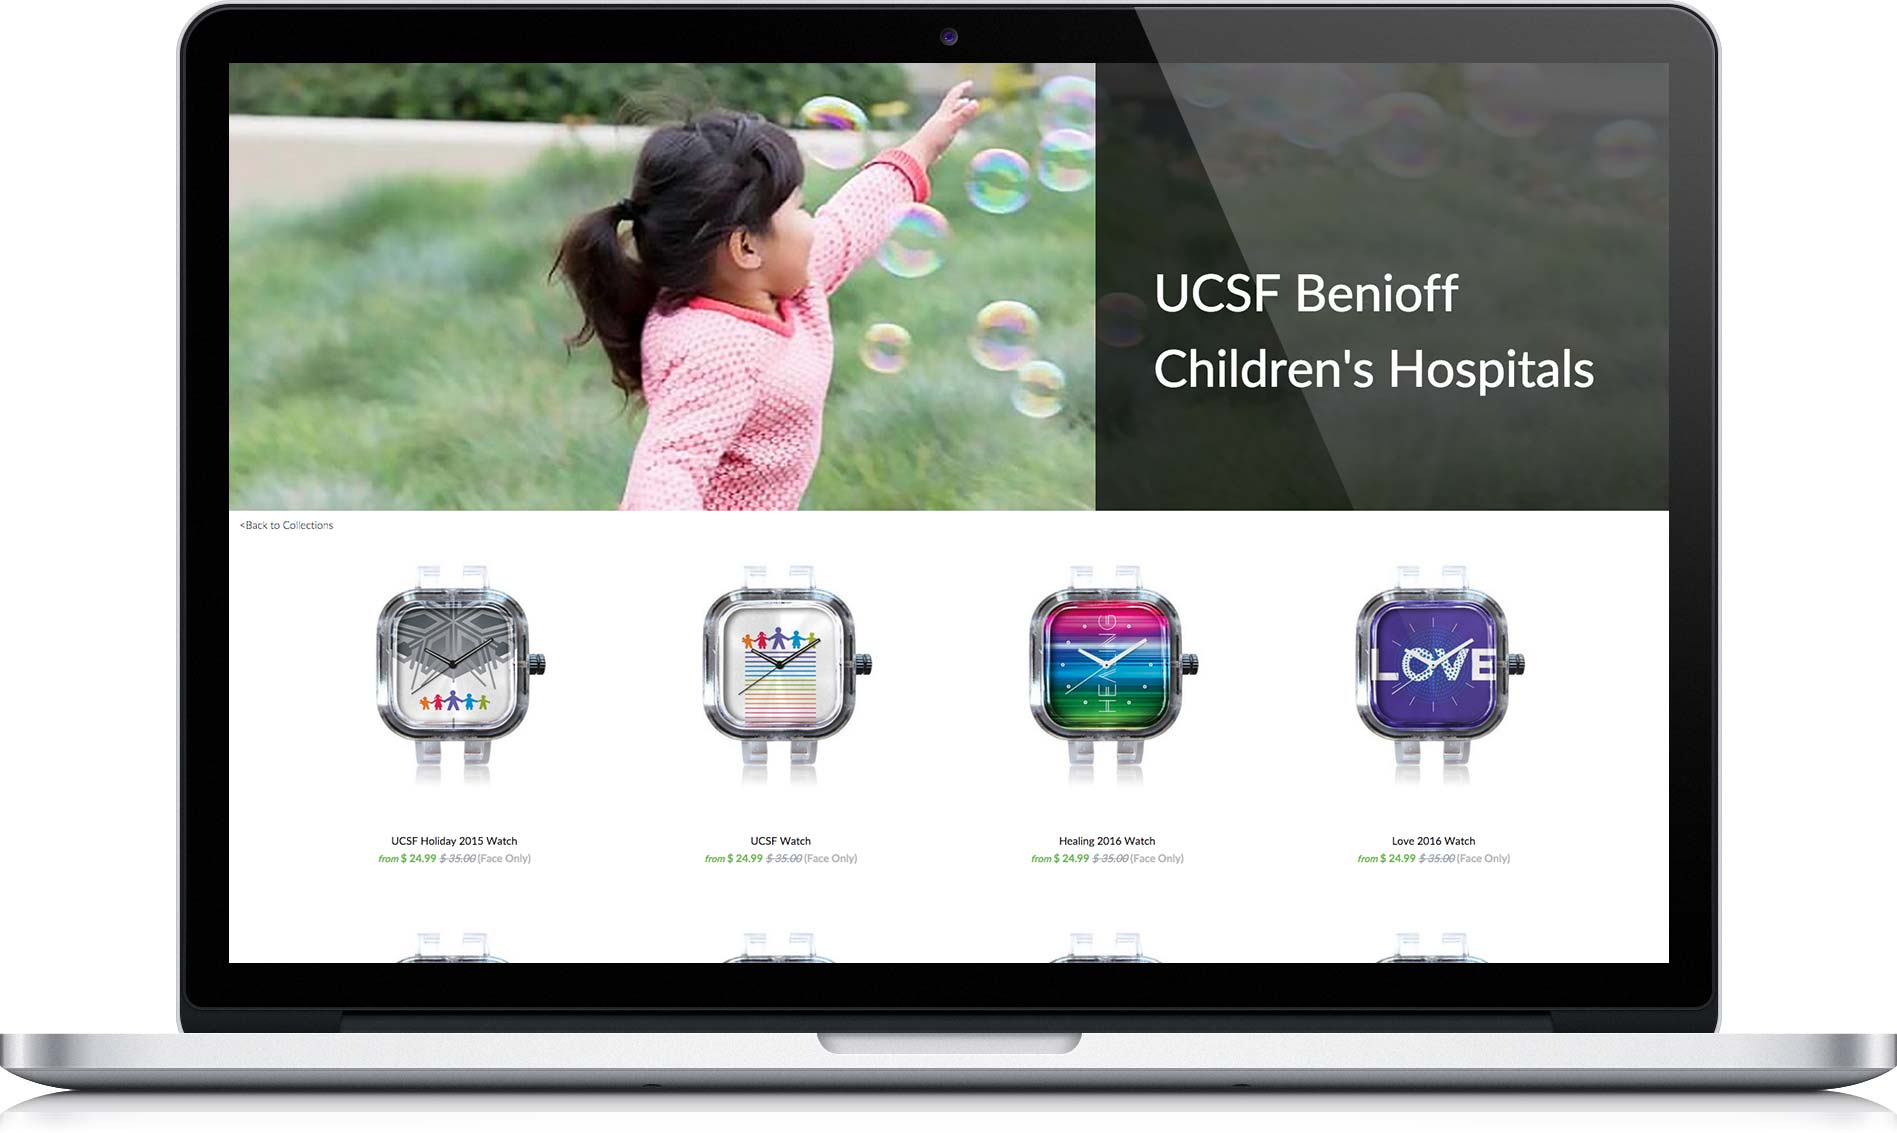 UCSF Benioff
Children's Hospitals
<Back to Collections
HEALING
LOVE
UCSF Holiday 2015 Watch
UCSF Watch
Healing 2016 Watch
Love 2016 Watch
from $ 24.99 $ 35.00 (Face Only)
from $ 24.99 $ 35.00 (Face Only)
from $ 24.99 $ 35.00 (Face Only)
from $ 24.99 $ 35.00 (Face Only)